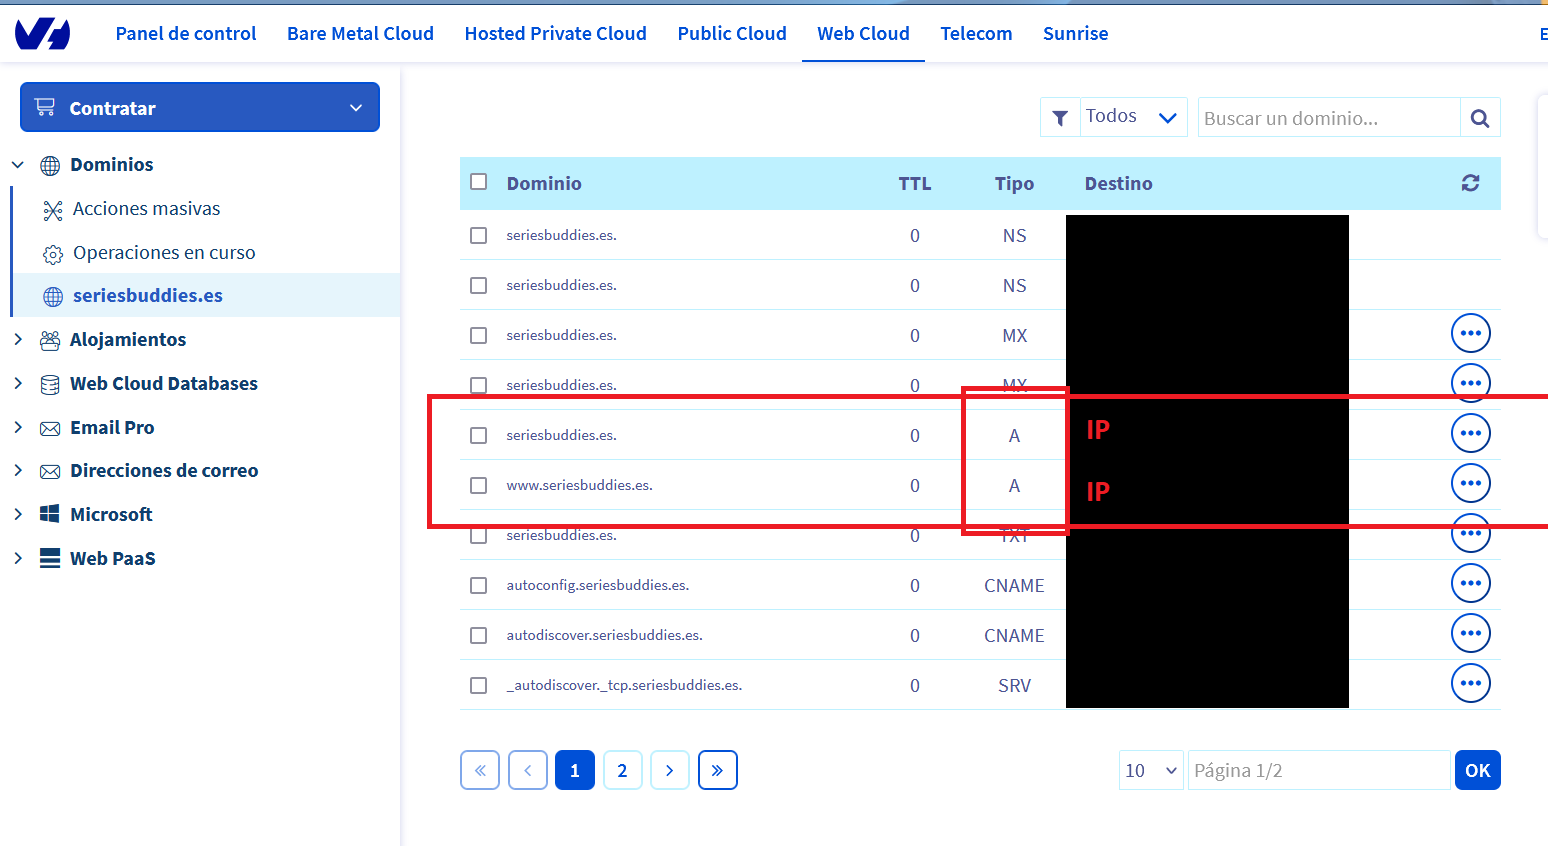 Panel de control Bare Metal Cloud Hosted Private Cloud Public Cloud Web Cloud Telecom Sunrise E
Contratar
Dominios
Acciones masivas
Operaciones en curso
seriesbuddies.es
Alojamientos
Web Cloud Databases
Email Pro
Direcciones de correo
Microsoft
Web PaaS
Todos Buscar un dominio...
Dominio TTL Tipo Destino
seriesbuddies.es. 0 NS
seriesbuddies.es. 0 NS
seriesbuddies.es. 0 MX
seriesbuddies.es. 0 MX
seriesbuddies.es. 0 A IP
www.seriesbuddies.es. 0 A IP
seriesbuddies.es. 0 TXT
autoconfig.seriesbuddies.es. 0 CNAME
autodiscover.seriesbuddies.es. 0 CNAME
_autodiscover._tcp.seriesbuddies.es. 0 SRV
« ‹ 1 2 › » 10 Página 1/2 OK